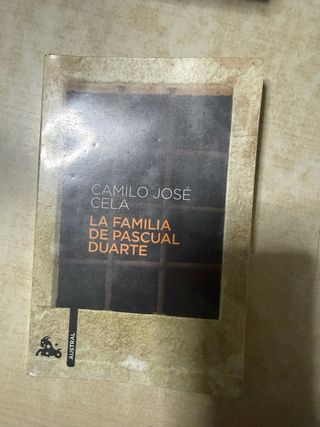 CAMILO JOSÉ
CELA
LA FAMILIA
DE PASCUAL
DUARTE
AUSTRAL